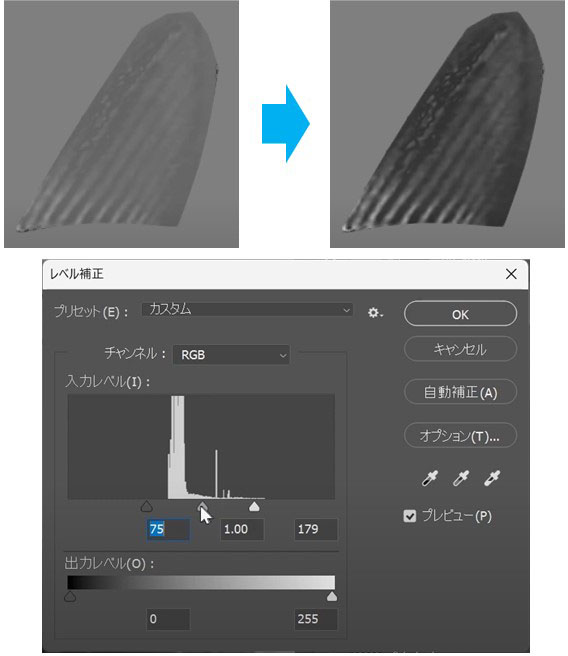 レベル補正
プリセット(E)： カスタム
OK
キャンセル
自動補正(A)
オプション(T)...
プレビュー(P)
チャンネル： RGB
入力レベル(I)：
75 1.00 179
出力レベル(O)：
0 255